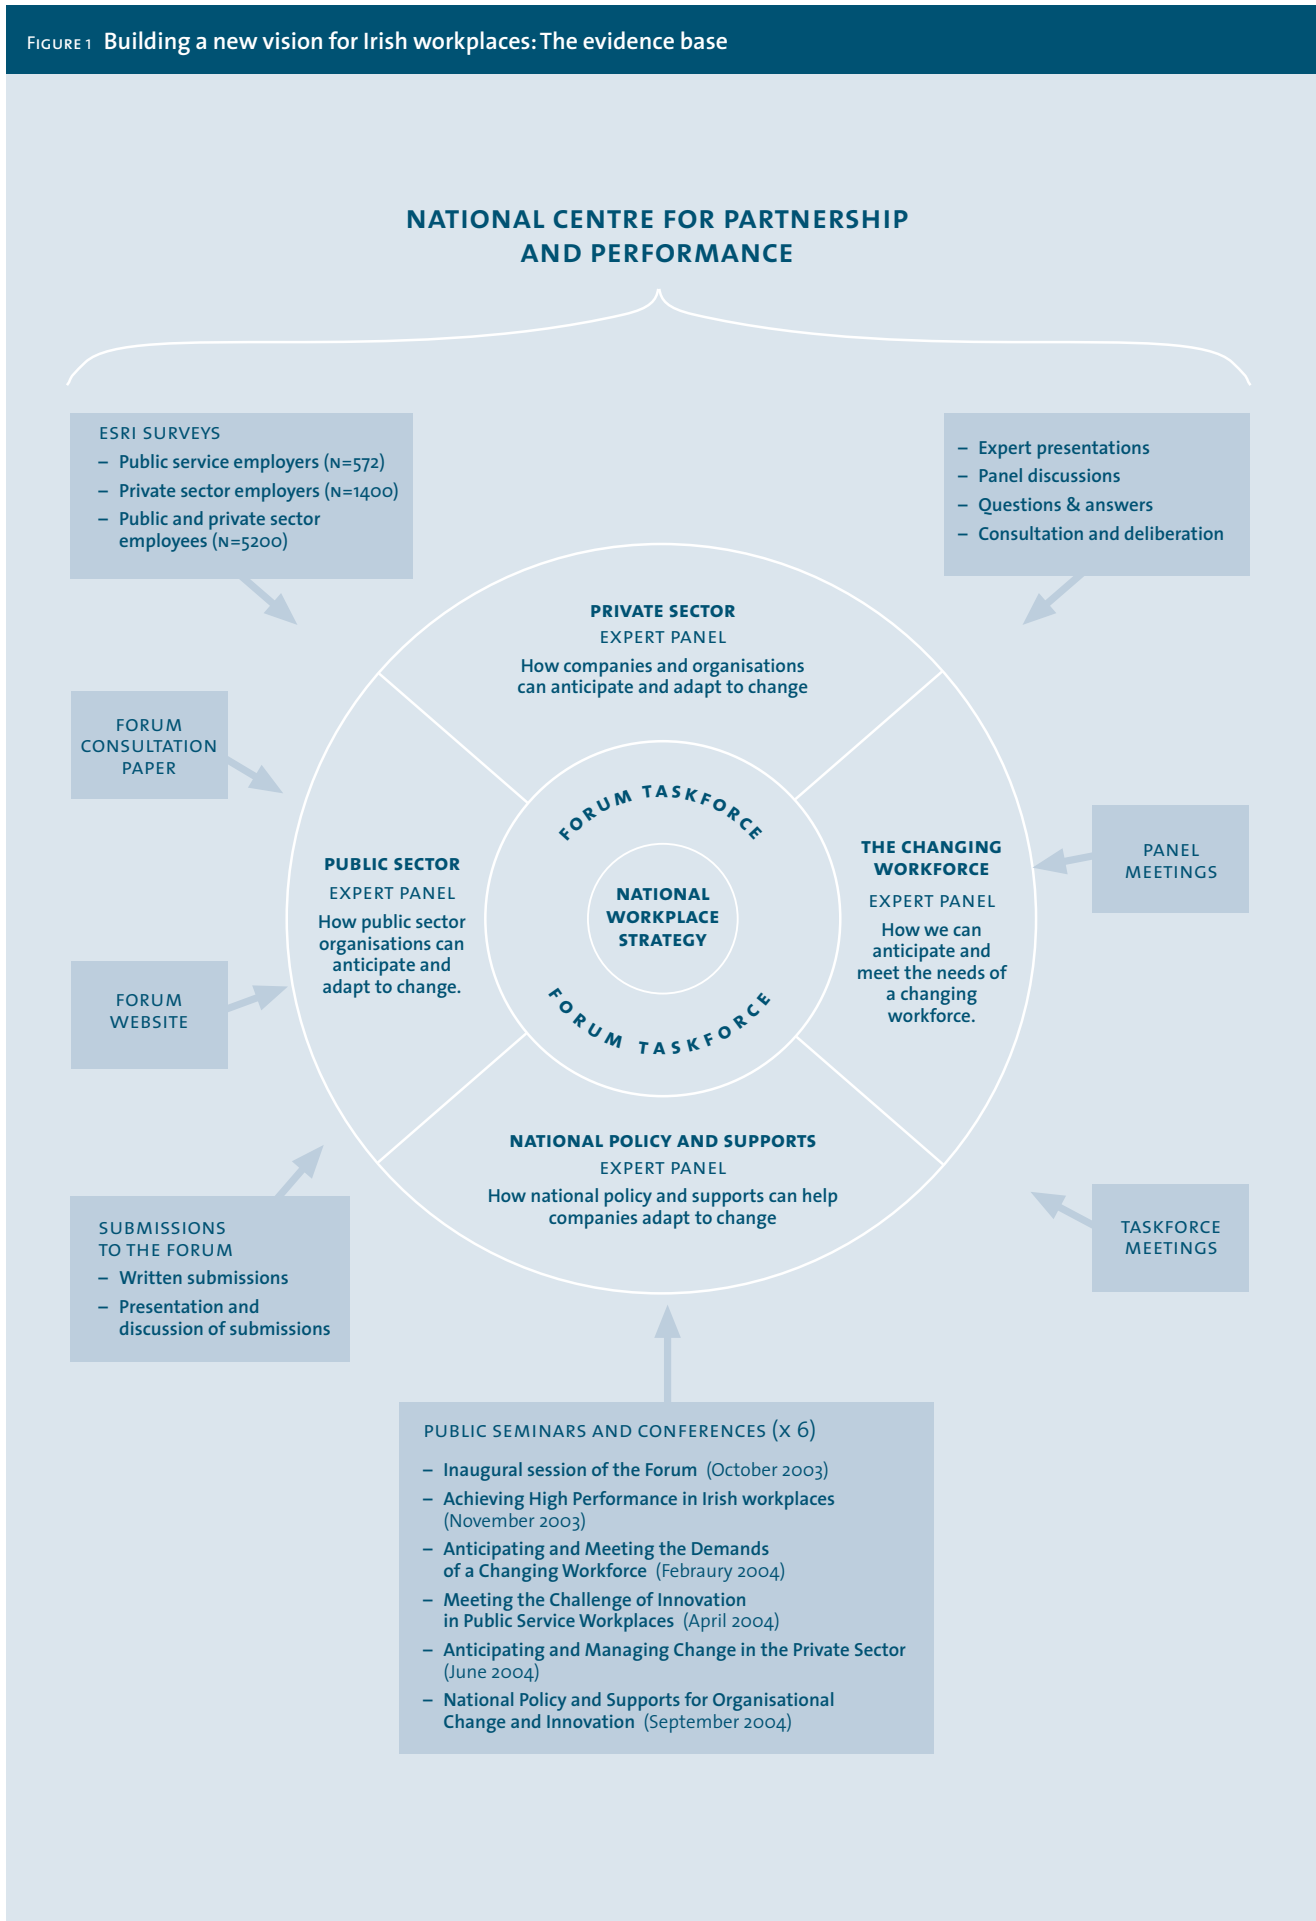 FIGURE 1 Building a new vision for Irish workplaces: The evidence base
NATIONAL CENTRE FOR PARTNERSHIP
AND PERFORMANCE
ESRI SURVEYS
– Public service employers (N=572)
– Private sector employers (N=1400)
– Public and private sector
employees (N=5200)
– Expert presentations
– Panel discussions
– Questions & answers
– Consultation and deliberation
PRIVATE SECTOR
EXPERT PANEL
How companies and organisations
can anticipate and adapt to change
FORUM
CONSULTATION
PAPER
FORUM TASKFORCE
PUBLIC SECTOR
EXPERT PANEL
How public sector
organisations can
anticipate and
adapt to change.
NATIONAL
WORKPLACE
STRATEGY
THE CHANGING
WORKFORCE
EXPERT PANEL
How we can
anticipate and
meet the needs of
a changing
workforce.
PANEL
MEETINGS
FORUM
WEBSITE
FORUM TASKFORCE
NATIONAL POLICY AND SUPPORTS
EXPERT PANEL
How national policy and supports can help
companies adapt to change
SUBMISSIONS
TO THE FORUM
– Written submissions
– Presentation and
discussion of submissions
TASKFORCE
MEETINGS
PUBLIC SEMINARS AND CONFERENCES (X 6)
– Inaugural session of the Forum (October 2003)
– Achieving High Performance in Irish workplaces
(November 2003)
– Anticipating and Meeting the Demands
of a Changing Workforce (Febraury 2004)
– Meeting the Challenge of Innovation
in Public Service Workplaces (April 2004)
– Anticipating and Managing Change in the Private Sector
(June 2004)
– National Policy and Supports for Organisational
Change and Innovation (September 2004)